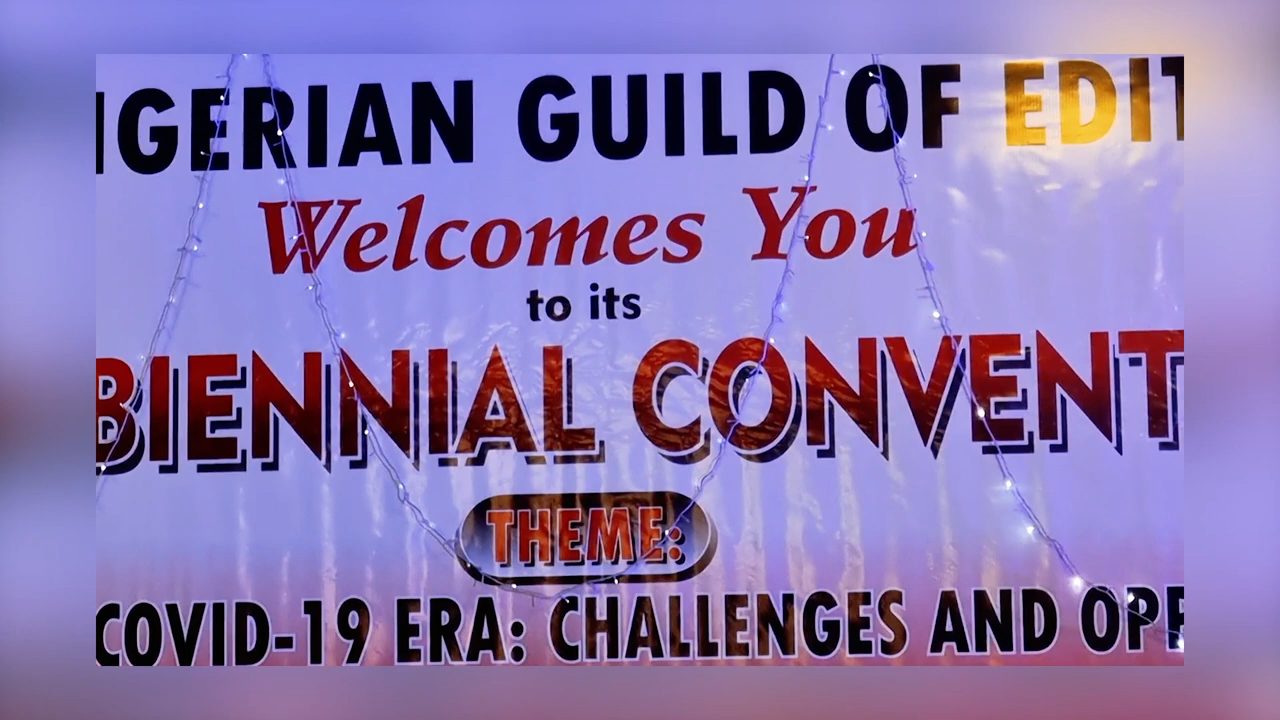 IGERIAN GUILD OF EDIT
Welcomes You
to its
BIENNIAL CONVENT
THEME:
COVID-19 ERA: CHALLENGES AND OPP